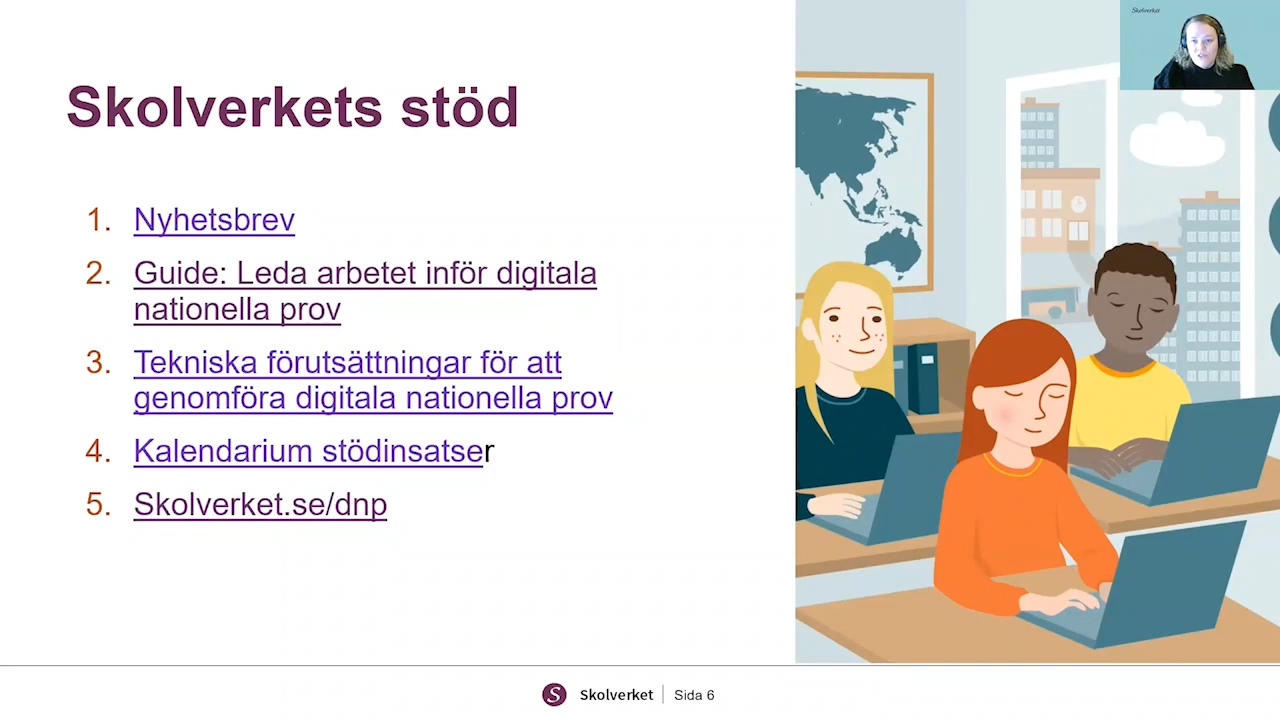 Skolverket
Skolverkets stöd
1. Nyhetsbrev
2. Guide: Leda arbetet inför digitala
nationella prov
3. Tekniska förutsättningar för att
genomföra digitala nationella prov
4. Kalendarium stödinsatser
5. Skolverket.se/dnp
S Skolverket | Sida 6